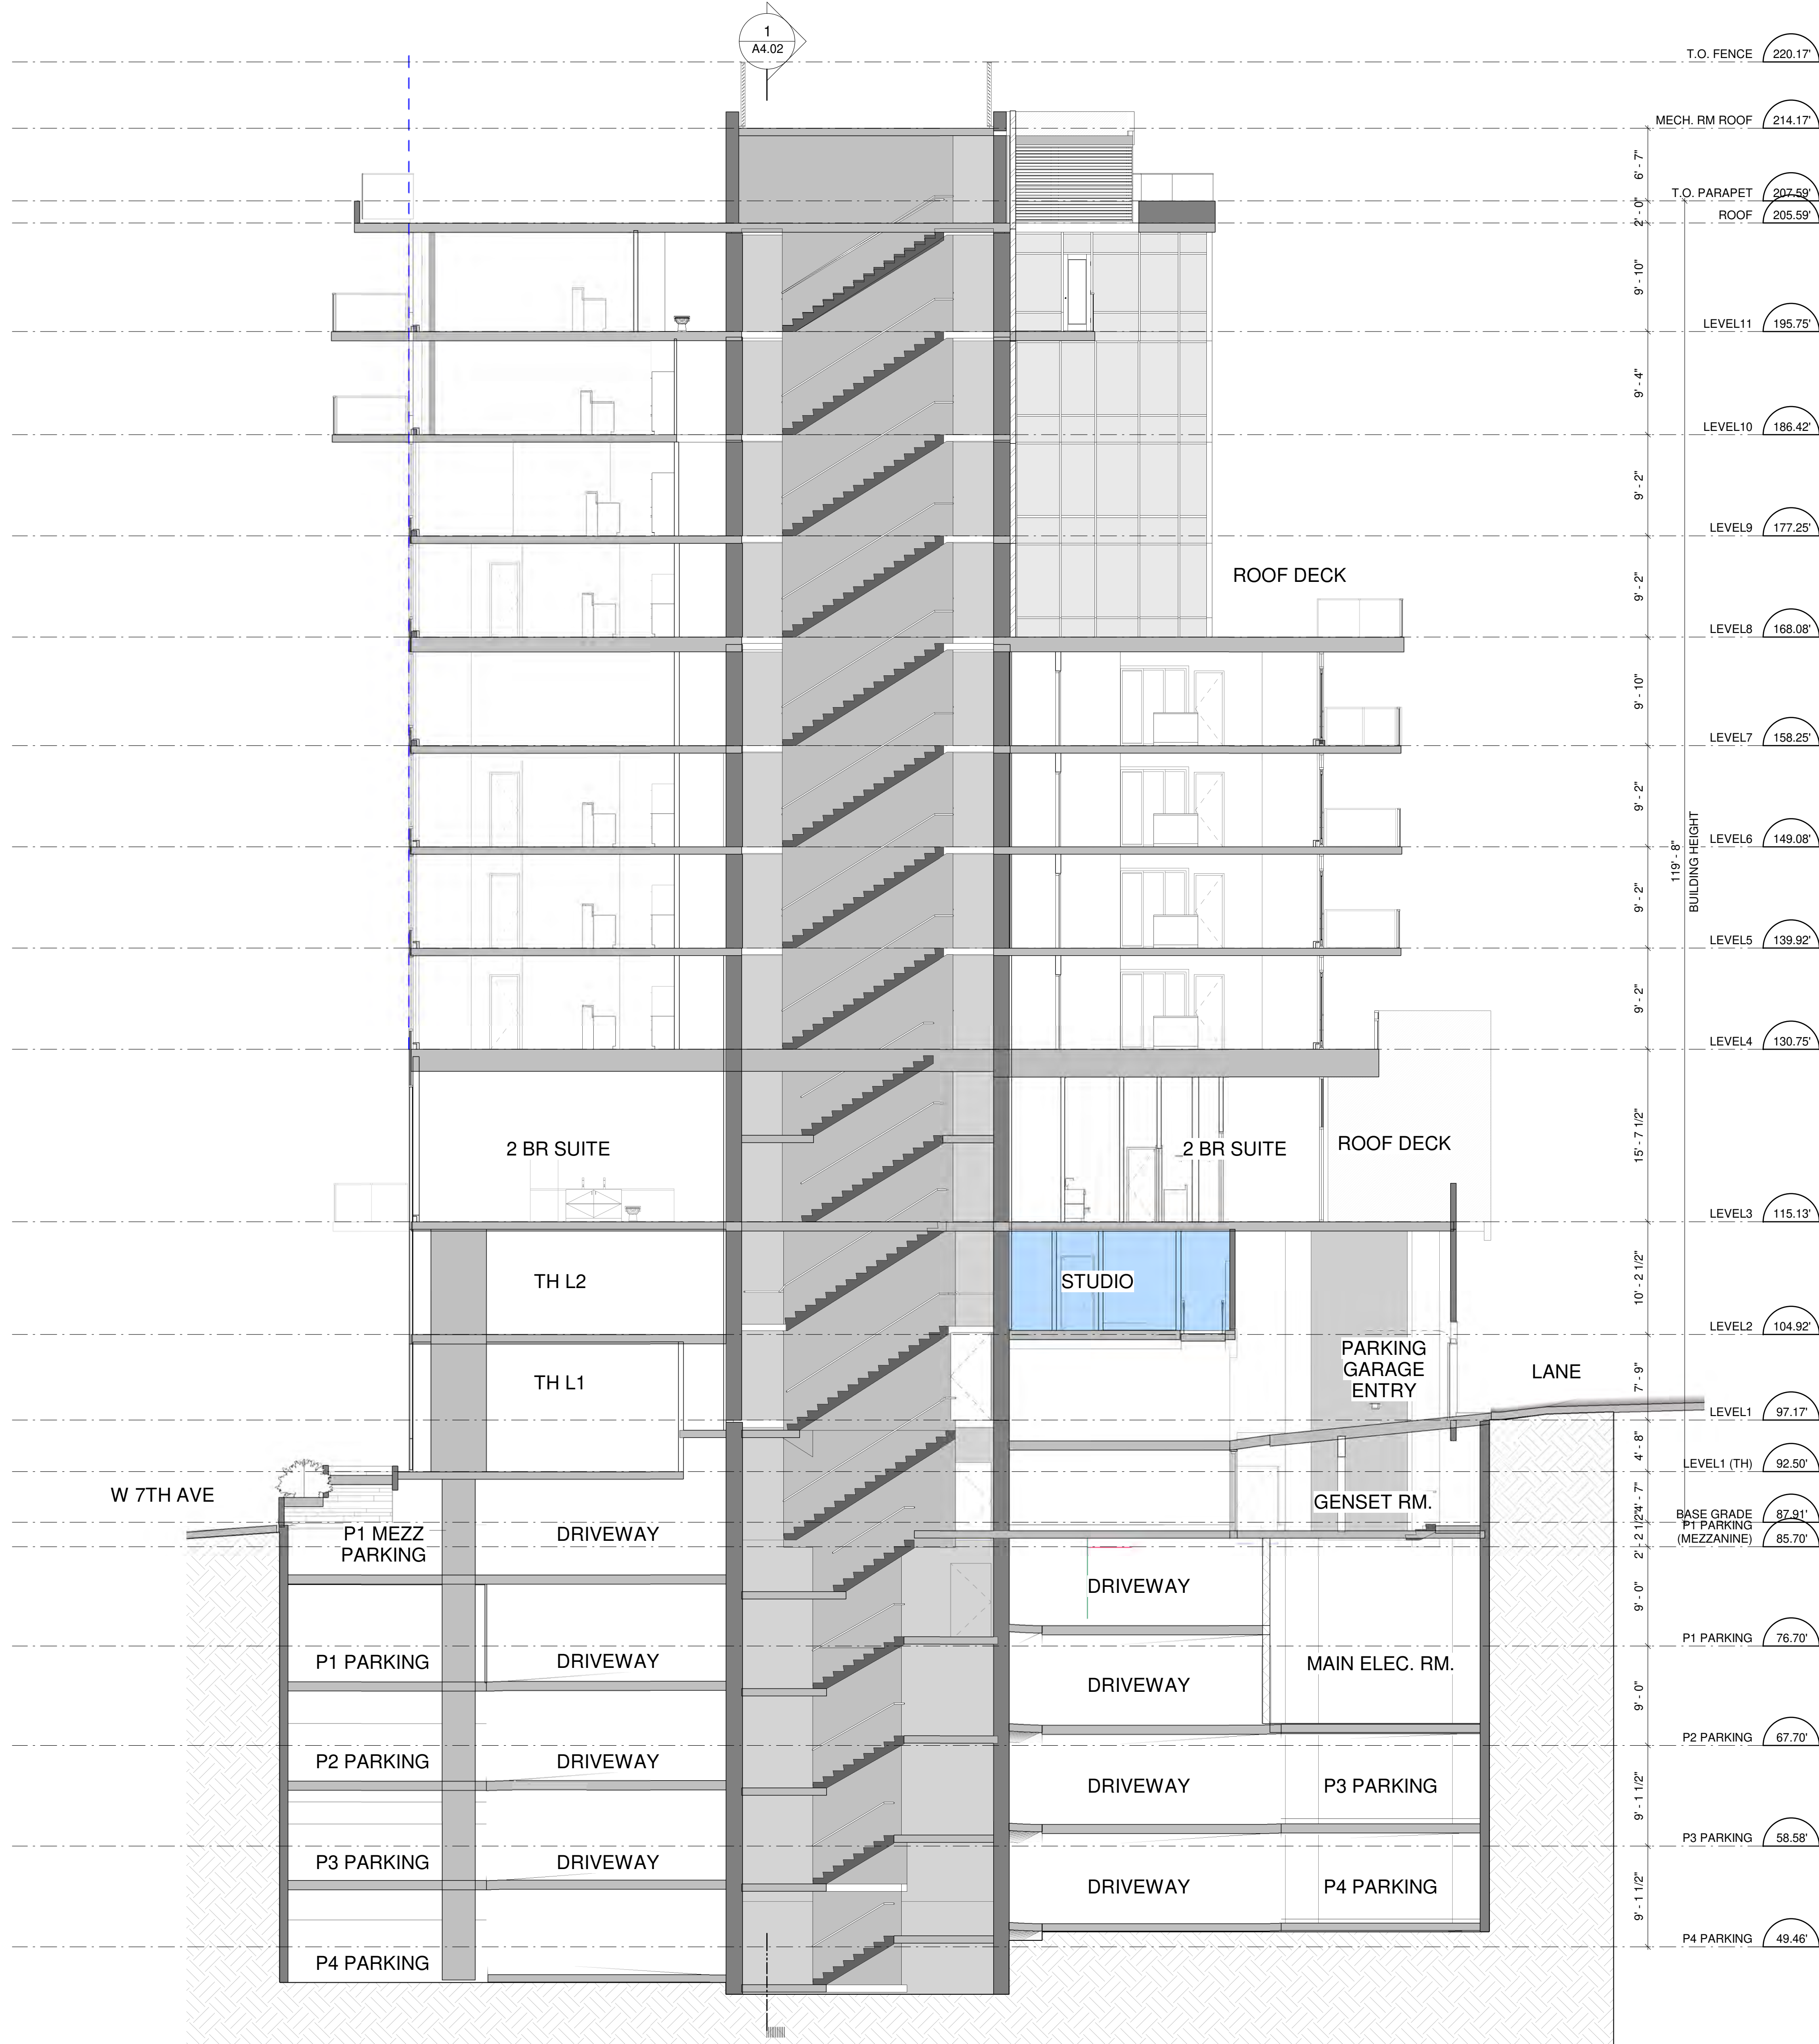 1
A4.02
T.O. FENCE 220.17'
MECH. RM ROOF 214.17'
6' - 7"
T.O. PARAPET 207.59'
2' - 0"
ROOF 205.59'
9' - 10"
LEVEL11 195.75'
9' - 4"
LEVEL10 186.42'
9' - 2"
LEVEL9 177.25'
9' - 2"
ROOF DECK
LEVEL8 168.08'
9' - 10"
LEVEL7 158.25'
9' - 2"
LEVEL6 149.08'
119' - 8"
BUILDING HEIGHT
9' - 2"
LEVEL5 139.92'
9' - 2"
LEVEL4 130.75'
15' - 7 1/2"
2 BR SUITE
2 BR SUITE
ROOF DECK
LEVEL3 115.13'
10' - 2 1/2"
TH L2
STUDIO
LEVEL2 104.92'
7' - 9"
TH L1
PARKING
GARAGE
ENTRY
LANE
LEVEL1 97.17'
4' - 8"
LEVEL1 (TH) 92.50'
4' - 7"
W 7TH AVE
GENSET RM.
BASE GRADE 87.91'
2' - 2 1/2"
P1 PARKING
(MEZZANINE) 85.70'
P1 MEZZ
PARKING
DRIVEWAY
DRIVEWAY
9' - 0"
P1 PARKING 76.70'
P1 PARKING
DRIVEWAY
DRIVEWAY
MAIN ELEC. RM.
9' - 0"
P2 PARKING 67.70'
P2 PARKING
DRIVEWAY
DRIVEWAY
P3 PARKING
9' - 1 1/2"
P3 PARKING 58.58'
P3 PARKING
DRIVEWAY
DRIVEWAY
P4 PARKING
9' - 1 1/2"
P4 PARKING 49.46'
P4 PARKING